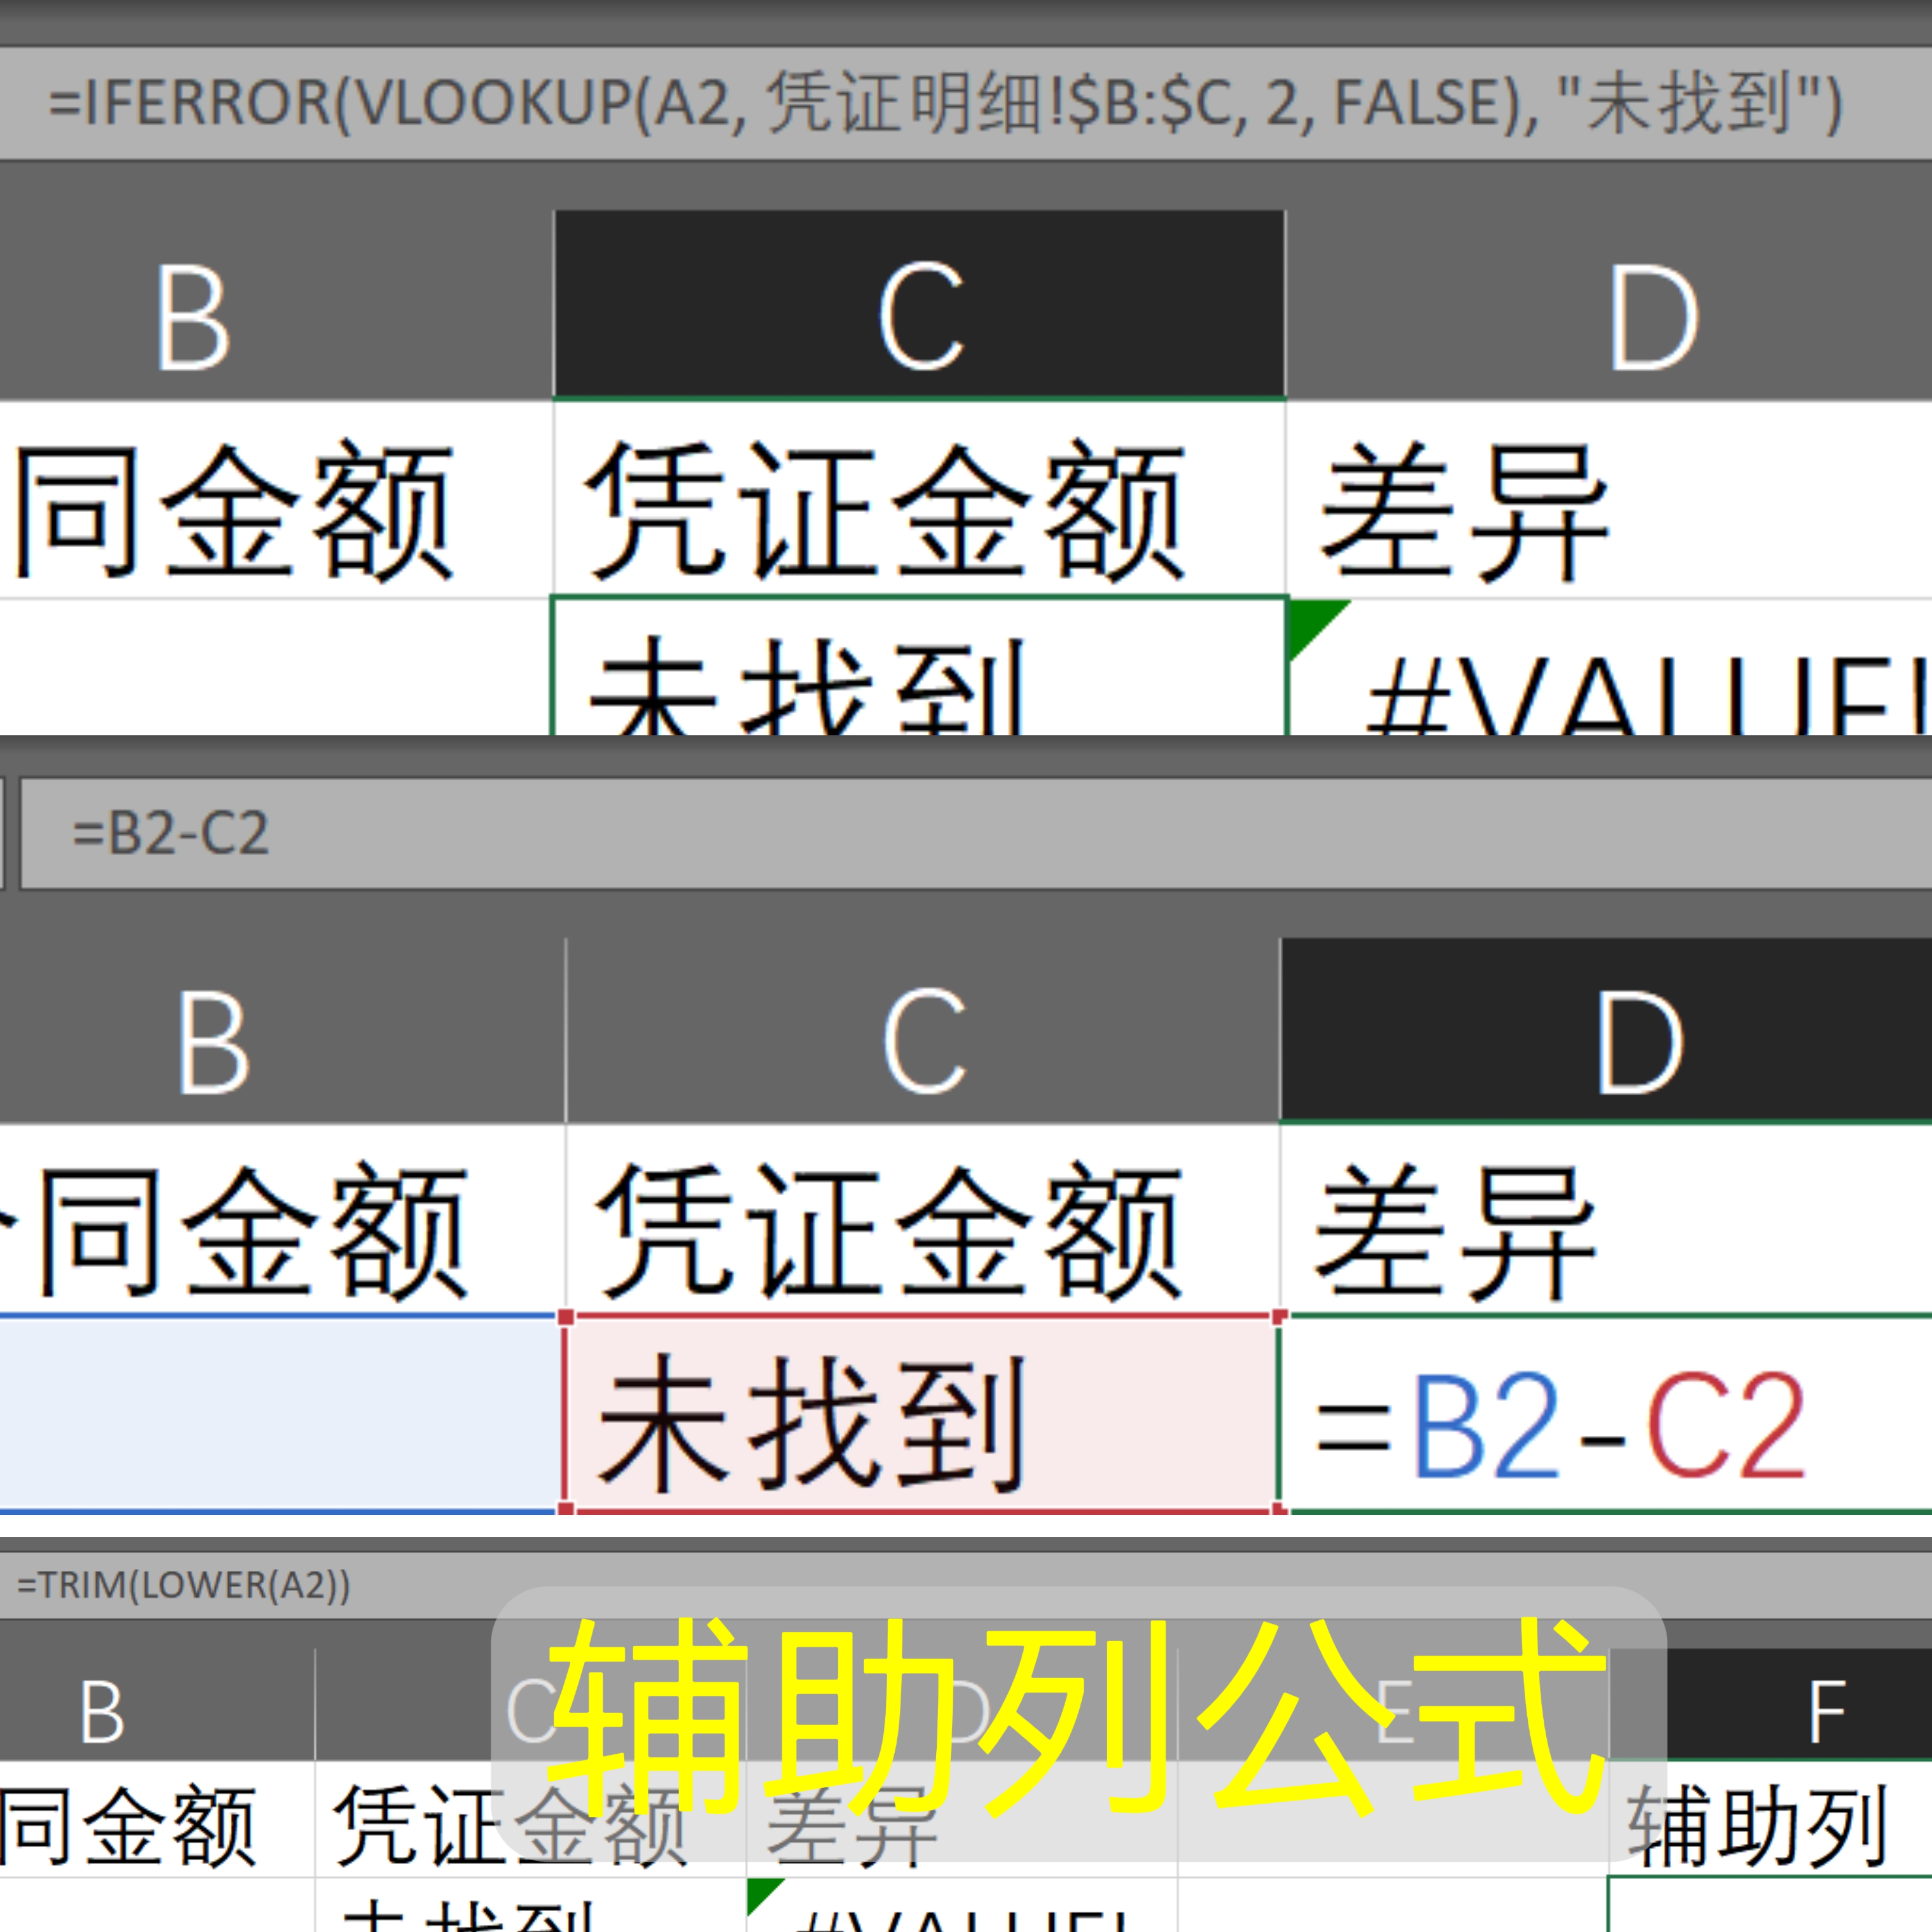 =IFERROR(VLOOKUP(A2, 凭证明细!$B:$C, 2, FALSE), "未找到")
B C D
同金额 凭证金额 差异
未找到 #VALUE!
=B2-C2
B C D
合同金额 凭证金额 差异
未找到 =B2-C2
=TRIM(LOWER(A2))
辅助列公式
B C D E F
同金额 凭证金额 差异 辅助列
未找到 #VALUE!